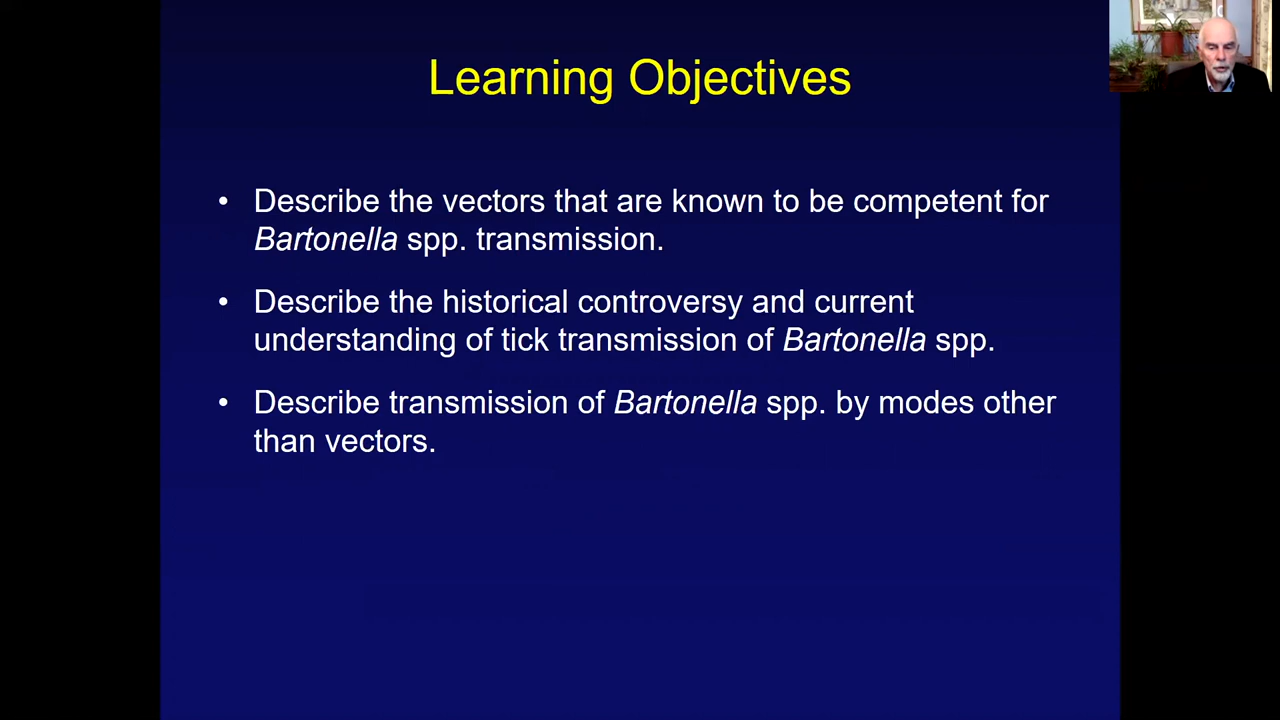 Learning Objectives
• Describe the vectors that are known to be competent for
Bartonella spp. transmission.
• Describe the historical controversy and current
understanding of tick transmission of Bartonella spp.
• Describe transmission of Bartonella spp. by modes other
than vectors.